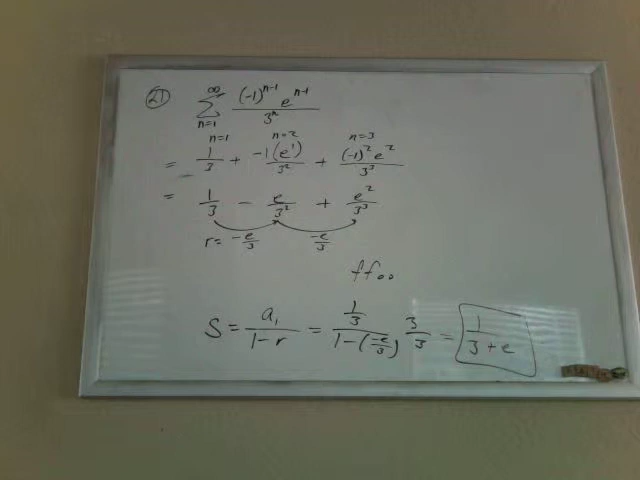 21
∞
∑ (-1)^{n-1} e^{n-1} / 3^n
n=1
n=1 n=2 n=3
= 1/3 + -1(e^1)/3^2 + (-1)^2 e^2/3^3
= 1/3 - e/3^2 + e^2/3^3
r= -e/3 -e/3
S = a_1/(1-r) = (1/3)/(1-(-e/3)) 3/3 = 1/(3+e)